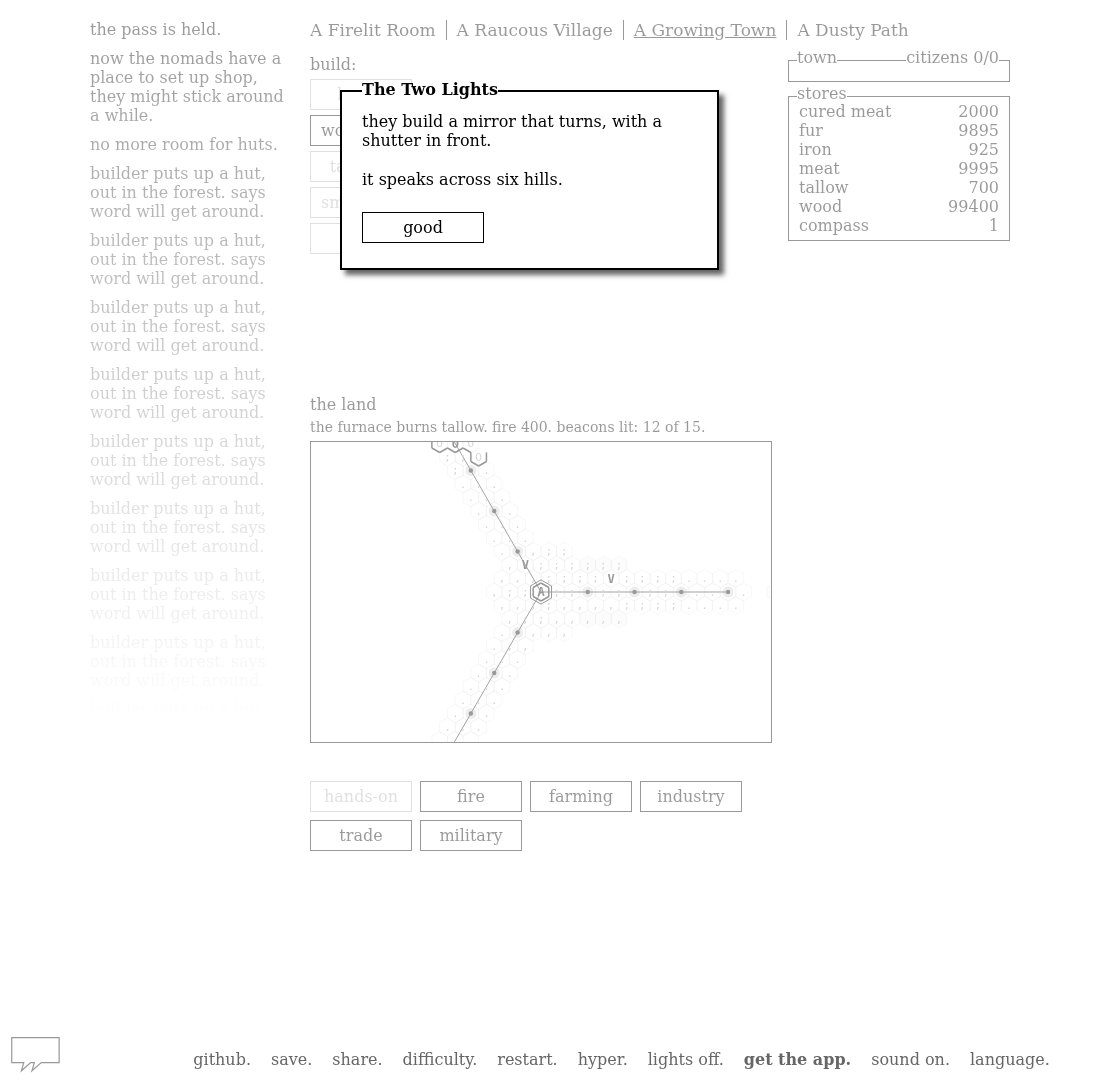 the pass is held.
now the nomads have a
place to set up shop,
they might stick around
a while.
no more room for huts.
builder puts up a hut,
out in the forest. says
word will get around.
builder puts up a hut,
out in the forest. says
word will get around.
builder puts up a hut,
out in the forest. says
word will get around.
builder puts up a hut,
out in the forest. says
word will get around.
builder puts up a hut,
out in the forest. says
word will get around.
builder puts up a hut,
out in the forest. says
word will get around.
builder puts up a hut,
out in the forest. says
word will get around.
builder puts up a hut,
out in the forest. says
word will get around.
A Firelit Room
A Raucous Village
A Growing Town
A Dusty Path
build:
The Two Lights
they build a mirror that turns, with a
shutter in front.
it speaks across six hills.
good
town
citizens 0/0
stores
cured meat 2000
fur 9895
iron 925
meat 9995
tallow 700
wood 99400
compass 1
the land
the furnace burns tallow. fire 400. beacons lit: 12 of 15.
V
V
A
hands-on
fire
farming
industry
trade
military
github. save. share. difficulty. restart. hyper. lights off. get the app. sound on. language.